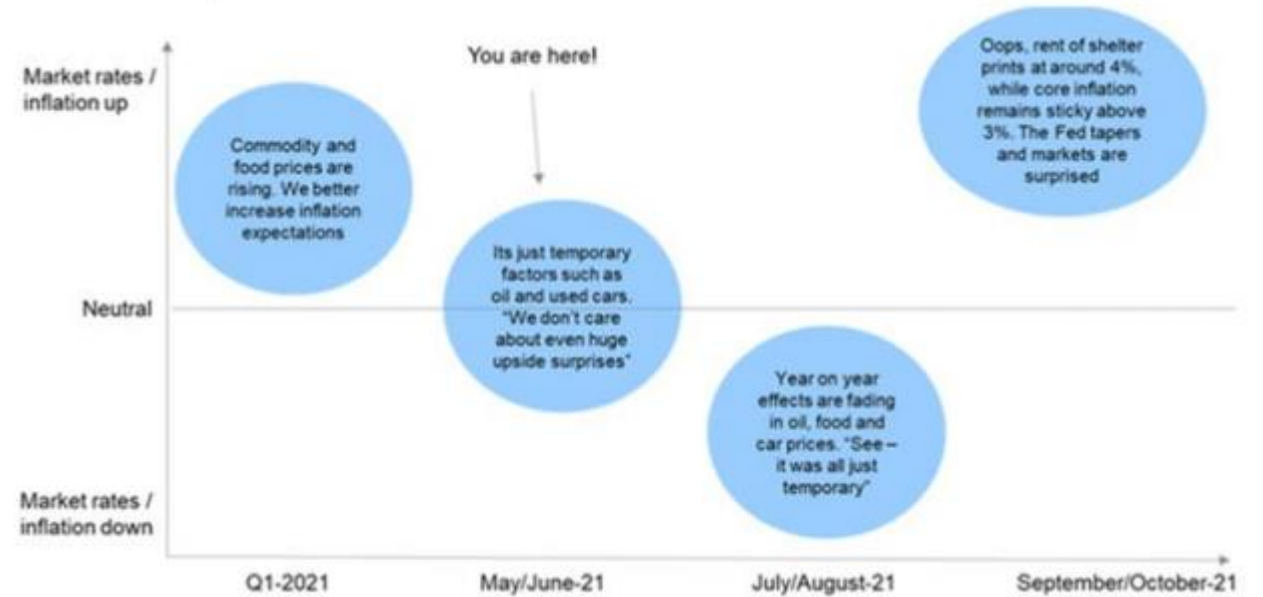 You are here!
Market rates /
inflation up
Commodity and
food prices are
rising. We better
increase inflation
expectations
Oops, rent of shelter
prints at around 4%,
while core inflation
remains sticky above
3%. The Fed tapers
and markets are
surprised
Its just temporary
factors such as
oil and used cars.
"We don't care
about even huge
upside surprises"
Neutral
Year on year
effects are fading
in oil, food and
car prices. "See –
it was all just
temporary"
Market rates /
inflation down
Q1-2021
May/June-21
July/August-21
September/October-21